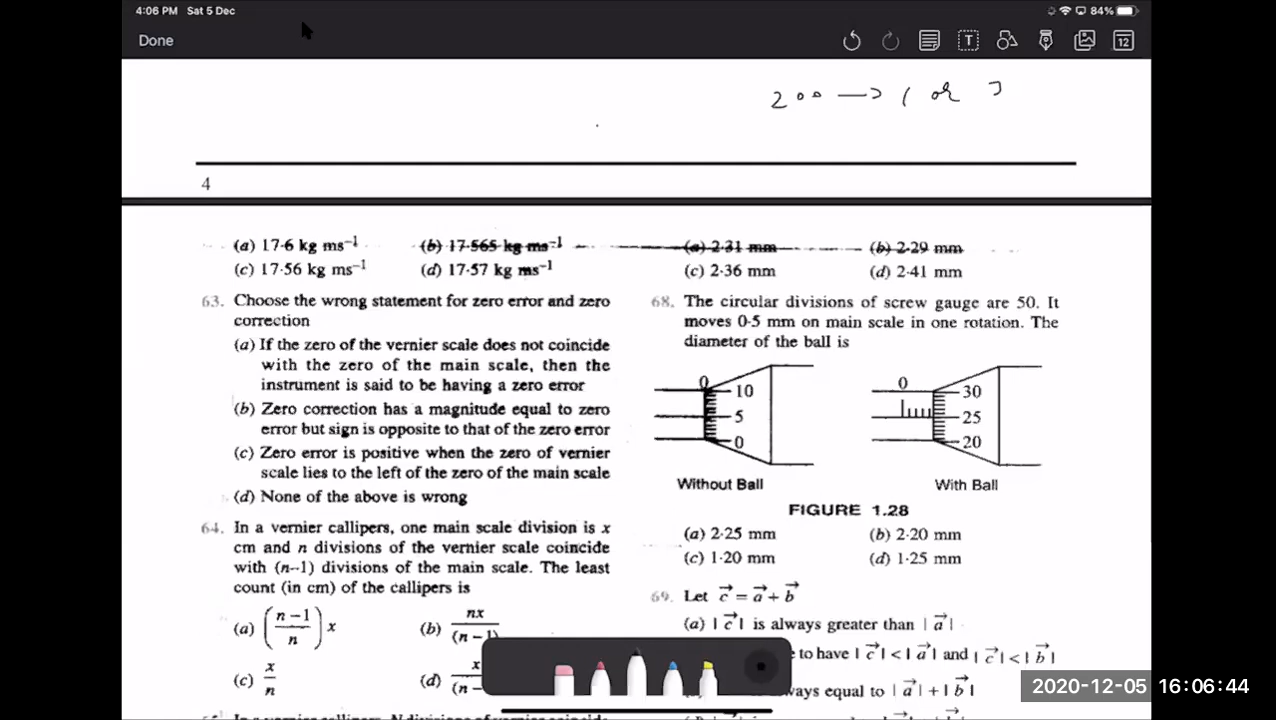 4:06 PM Sat 5 Dec
84%
Done
T
12
200 → 1 or
4
(a) 17·6 kg ms⁻¹ (b) 17·565 kg ms⁻¹
(c) 17·56 kg ms⁻¹ (d) 17·57 kg ms⁻¹
63. Choose the wrong statement for zero error and zero
correction
(a) If the zero of the vernier scale does not coincide
with the zero of the main scale, then the
instrument is said to be having a zero error
(b) Zero correction has a magnitude equal to zero
error but sign is opposite to that of the zero error
(c) Zero error is positive when the zero of vernier
scale lies to the left of the zero of the main scale
(d) None of the above is wrong
64. In a vernier callipers, one main scale division is x
cm and n divisions of the vernier scale coincide
with (n–1) divisions of the main scale. The least
count (in cm) of the callipers is
(a) ((n – 1)/n) x (b) nx/(n – 1)
(c) x/n (d) x/(n –
(a) 2·31 mm (b) 2·29 mm
(c) 2·36 mm (d) 2·41 mm
68. The circular divisions of screw gauge are 50. It
moves 0·5 mm on main scale in one rotation. The
diameter of the ball is
0 10 5 0
0 30 25 20
Without Ball With Ball
FIGURE 1.28
(a) 2·25 mm (b) 2·20 mm
(c) 1·20 mm (d) 1·25 mm
69. Let c⃗ = a⃗ + b⃗
(a) | c⃗ | is always greater than | a⃗ |
to have | c⃗ | < | a⃗ | and | c⃗ | < | b⃗ |
ways equal to | a⃗ | + | b⃗ |
2020-12-05 16:06:44